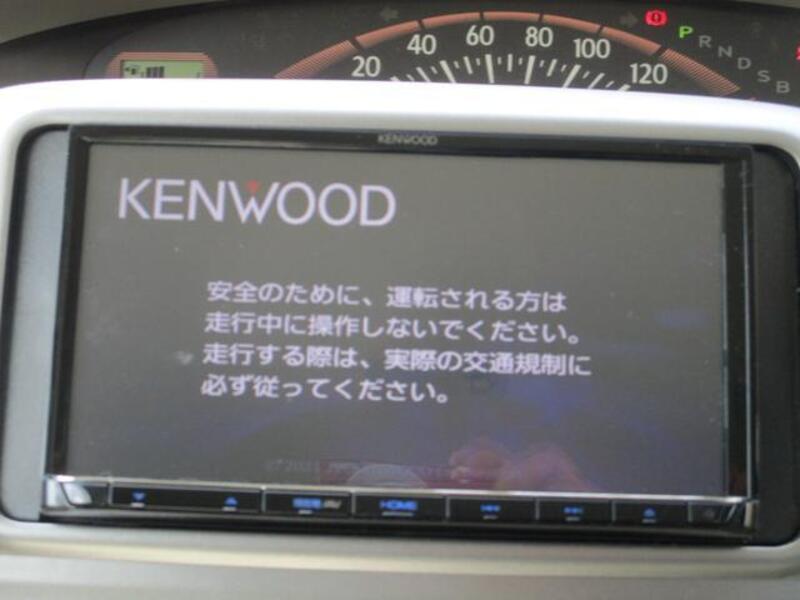 20 40 60 80 100 120
P R N D S B
KENWOOD
KENWOOD
安全のために、運転される方は
走行中に操作しないでください。
走行する際は、実際の交通規制に
必ず従ってください。
AV HOME